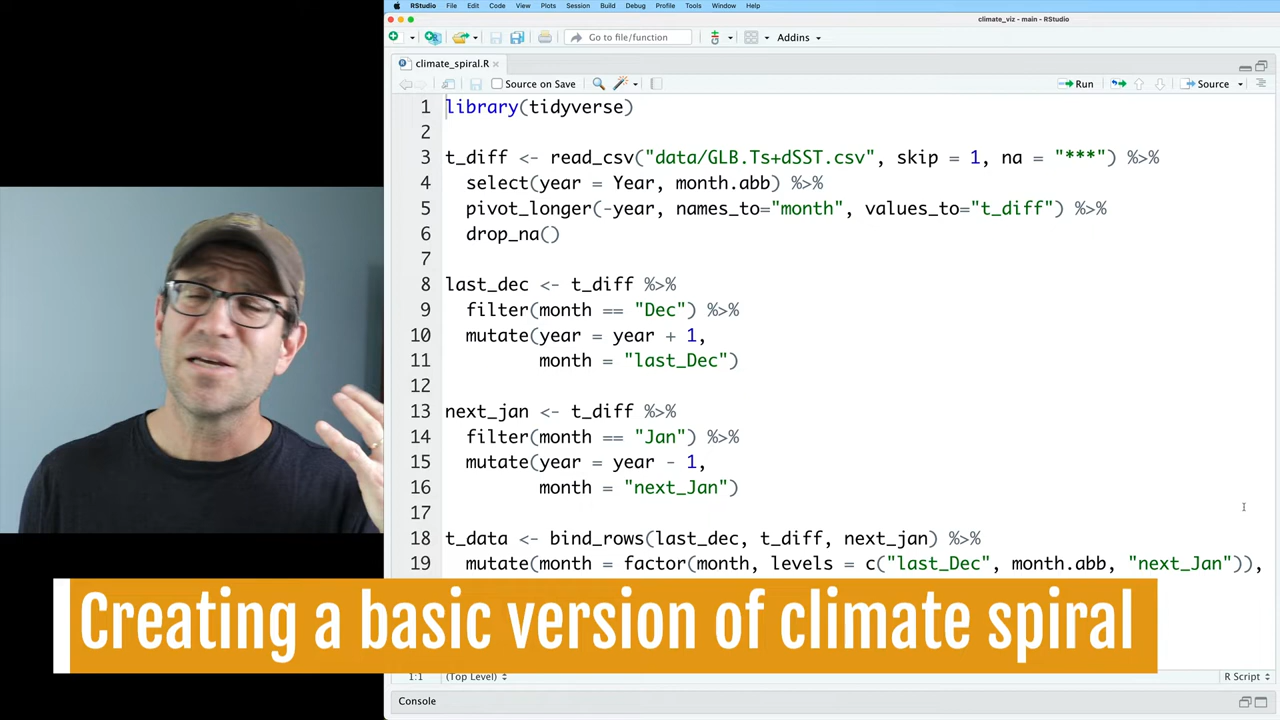 RStudio File Edit Code View Plots Session Build Debug Profile Tools Window Help
climate_viz - main - RStudio
Go to file/function Addins
climate_spiral.R
Source on Save Run Source
1 library(tidyverse)
2
3 t_diff <- read_csv("data/GLB.Ts+dSST.csv", skip = 1, na = "***") %>%
4 select(year = Year, month.abb) %>%
5 pivot_longer(-year, names_to="month", values_to="t_diff") %>%
6 drop_na()
7
8 last_dec <- t_diff %>%
9 filter(month == "Dec") %>%
10 mutate(year = year + 1,
11 month = "last_Dec")
12
13 next_jan <- t_diff %>%
14 filter(month == "Jan") %>%
15 mutate(year = year - 1,
16 month = "next_Jan")
17
18 t_data <- bind_rows(last_dec, t_diff, next_jan) %>%
19 mutate(month = factor(month, levels = c("last_Dec", month.abb, "next_Jan")),
Creating a basic version of climate spiral
1:1 (Top Level) R Script
Console